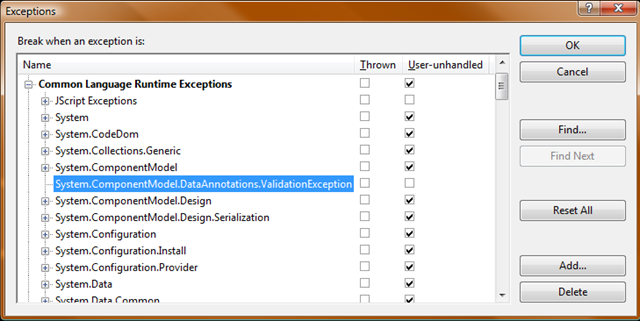 Exceptions
Break when an exception is:
Name Thrown User-unhandled
Common Language Runtime Exceptions
JScript Exceptions
System
System.CodeDom
System.Collections.Generic
System.ComponentModel
System.ComponentModel.DataAnnotations.ValidationException
System.ComponentModel.Design
System.ComponentModel.Design.Serialization
System.Configuration
System.Configuration.Install
System.Configuration.Provider
System.Data
System.Data.Common
OK
Cancel
Find...
Find Next
Reset All
Add...
Delete